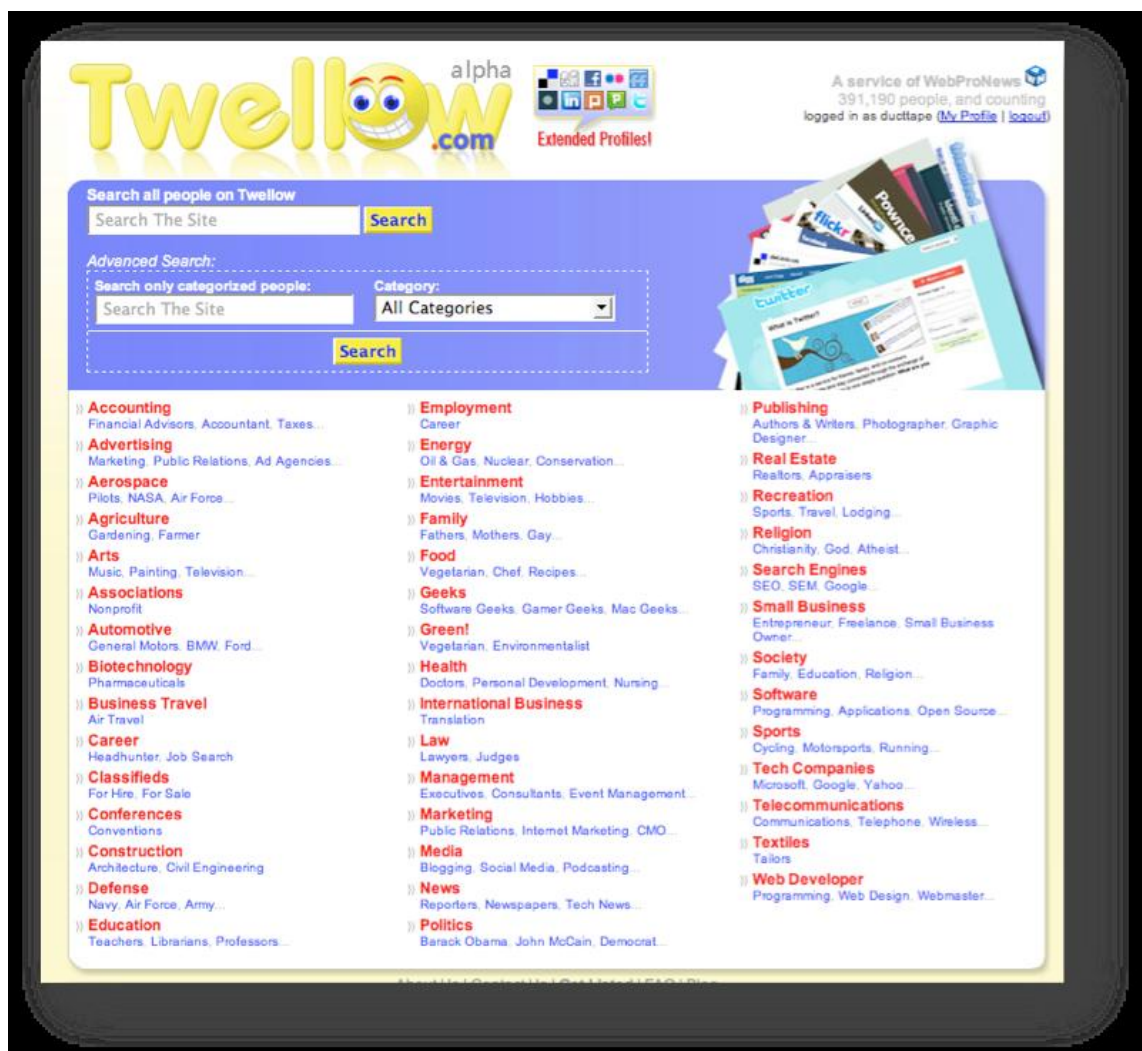 Twellow
.com
alpha
Extended Profiles!
A service of WebProNews
391,190 people, and counting
logged in as ducttape (My Profile | logout)
Search all people on Twellow
Search The Site
Search
Advanced Search:
Search only categorized people:
Category:
Search The Site
All Categories
Search
flickr
Pownce
facebook
digg
twitter
What is Twitter?
Accounting
Financial Advisors, Accountant, Taxes...
Advertising
Marketing, Public Relations, Ad Agencies...
Aerospace
Pilots, NASA, Air Force...
Agriculture
Gardening, Farmer
Arts
Music, Painting, Television...
Associations
Nonprofit
Automotive
General Motors, BMW, Ford...
Biotechnology
Pharmaceuticals
Business Travel
Air Travel
Career
Headhunter, Job Search
Classifieds
For Hire, For Sale
Conferences
Conventions
Construction
Architecture, Civil Engineering
Defense
Navy, Air Force, Army...
Education
Teachers, Librarians, Professors...
Employment
Career
Energy
Oil & Gas, Nuclear, Conservation...
Entertainment
Movies, Television, Hobbies...
Family
Fathers, Mothers, Gay...
Food
Vegetarian, Chef, Recipes...
Geeks
Software Geeks, Gamer Geeks, Mac Geeks...
Green!
Vegetarian, Environmentalist
Health
Doctors, Personal Development, Nursing...
International Business
Translation
Law
Lawyers, Judges
Management
Executives, Consultants, Event Management...
Marketing
Public Relations, Internet Marketing, CMO...
Media
Blogging, Social Media, Podcasting...
News
Reporters, Newspapers, Tech News...
Politics
Barack Obama, John McCain, Democrat...
Publishing
Authors & Writers, Photographer, Graphic
Designer...
Real Estate
Realtors, Appraisers
Recreation
Sports, Travel, Lodging...
Religion
Christianity, God, Atheist...
Search Engines
SEO, SEM, Google...
Small Business
Entrepreneur, Freelance, Small Business
Owner...
Society
Family, Education, Religion...
Software
Programming, Applications, Open Source...
Sports
Cycling, Motorsports, Running...
Tech Companies
Microsoft, Google, Yahoo...
Telecommunications
Communications, Telephone, Wireless...
Textiles
Tailors
Web Developer
Programming, Web Design, Webmaster...